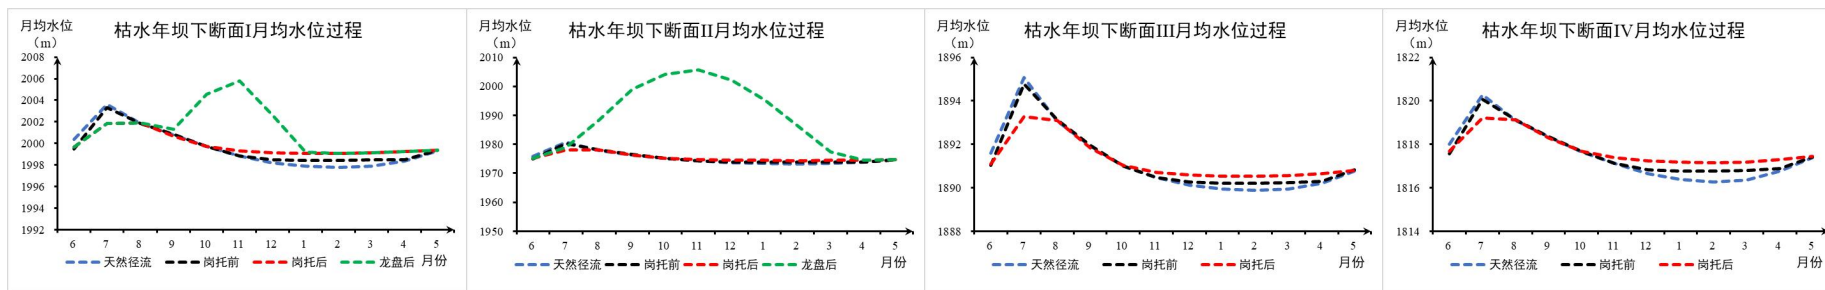 月均水位
（m）
枯水年坝下断面I月均水位过程
2008
2006
2004
2002
2000
1998
1996
1994
1992
6 7 8 9 10 11 12 1 2 3 4 5
天然径流 岗托前 岗托后 龙盘后 月份
月均水位
（m）
枯水年坝下断面II月均水位过程
2010
2000
1990
1980
1970
1960
1950
6 7 8 9 10 11 12 1 2 3 4 5
天然径流 岗托前 岗托后 龙盘后 月份
月均水位
（m）
枯水年坝下断面III月均水位过程
1896
1894
1892
1890
1888
6 7 8 9 10 11 12 1 2 3 4 5
天然径流 岗托前 岗托后 月份
月均水位
（m）
枯水年坝下断面IV月均水位过程
1822
1820
1818
1816
1814
6 7 8 9 10 11 12 1 2 3 4 5
天然径流 岗托前 岗托后 月份